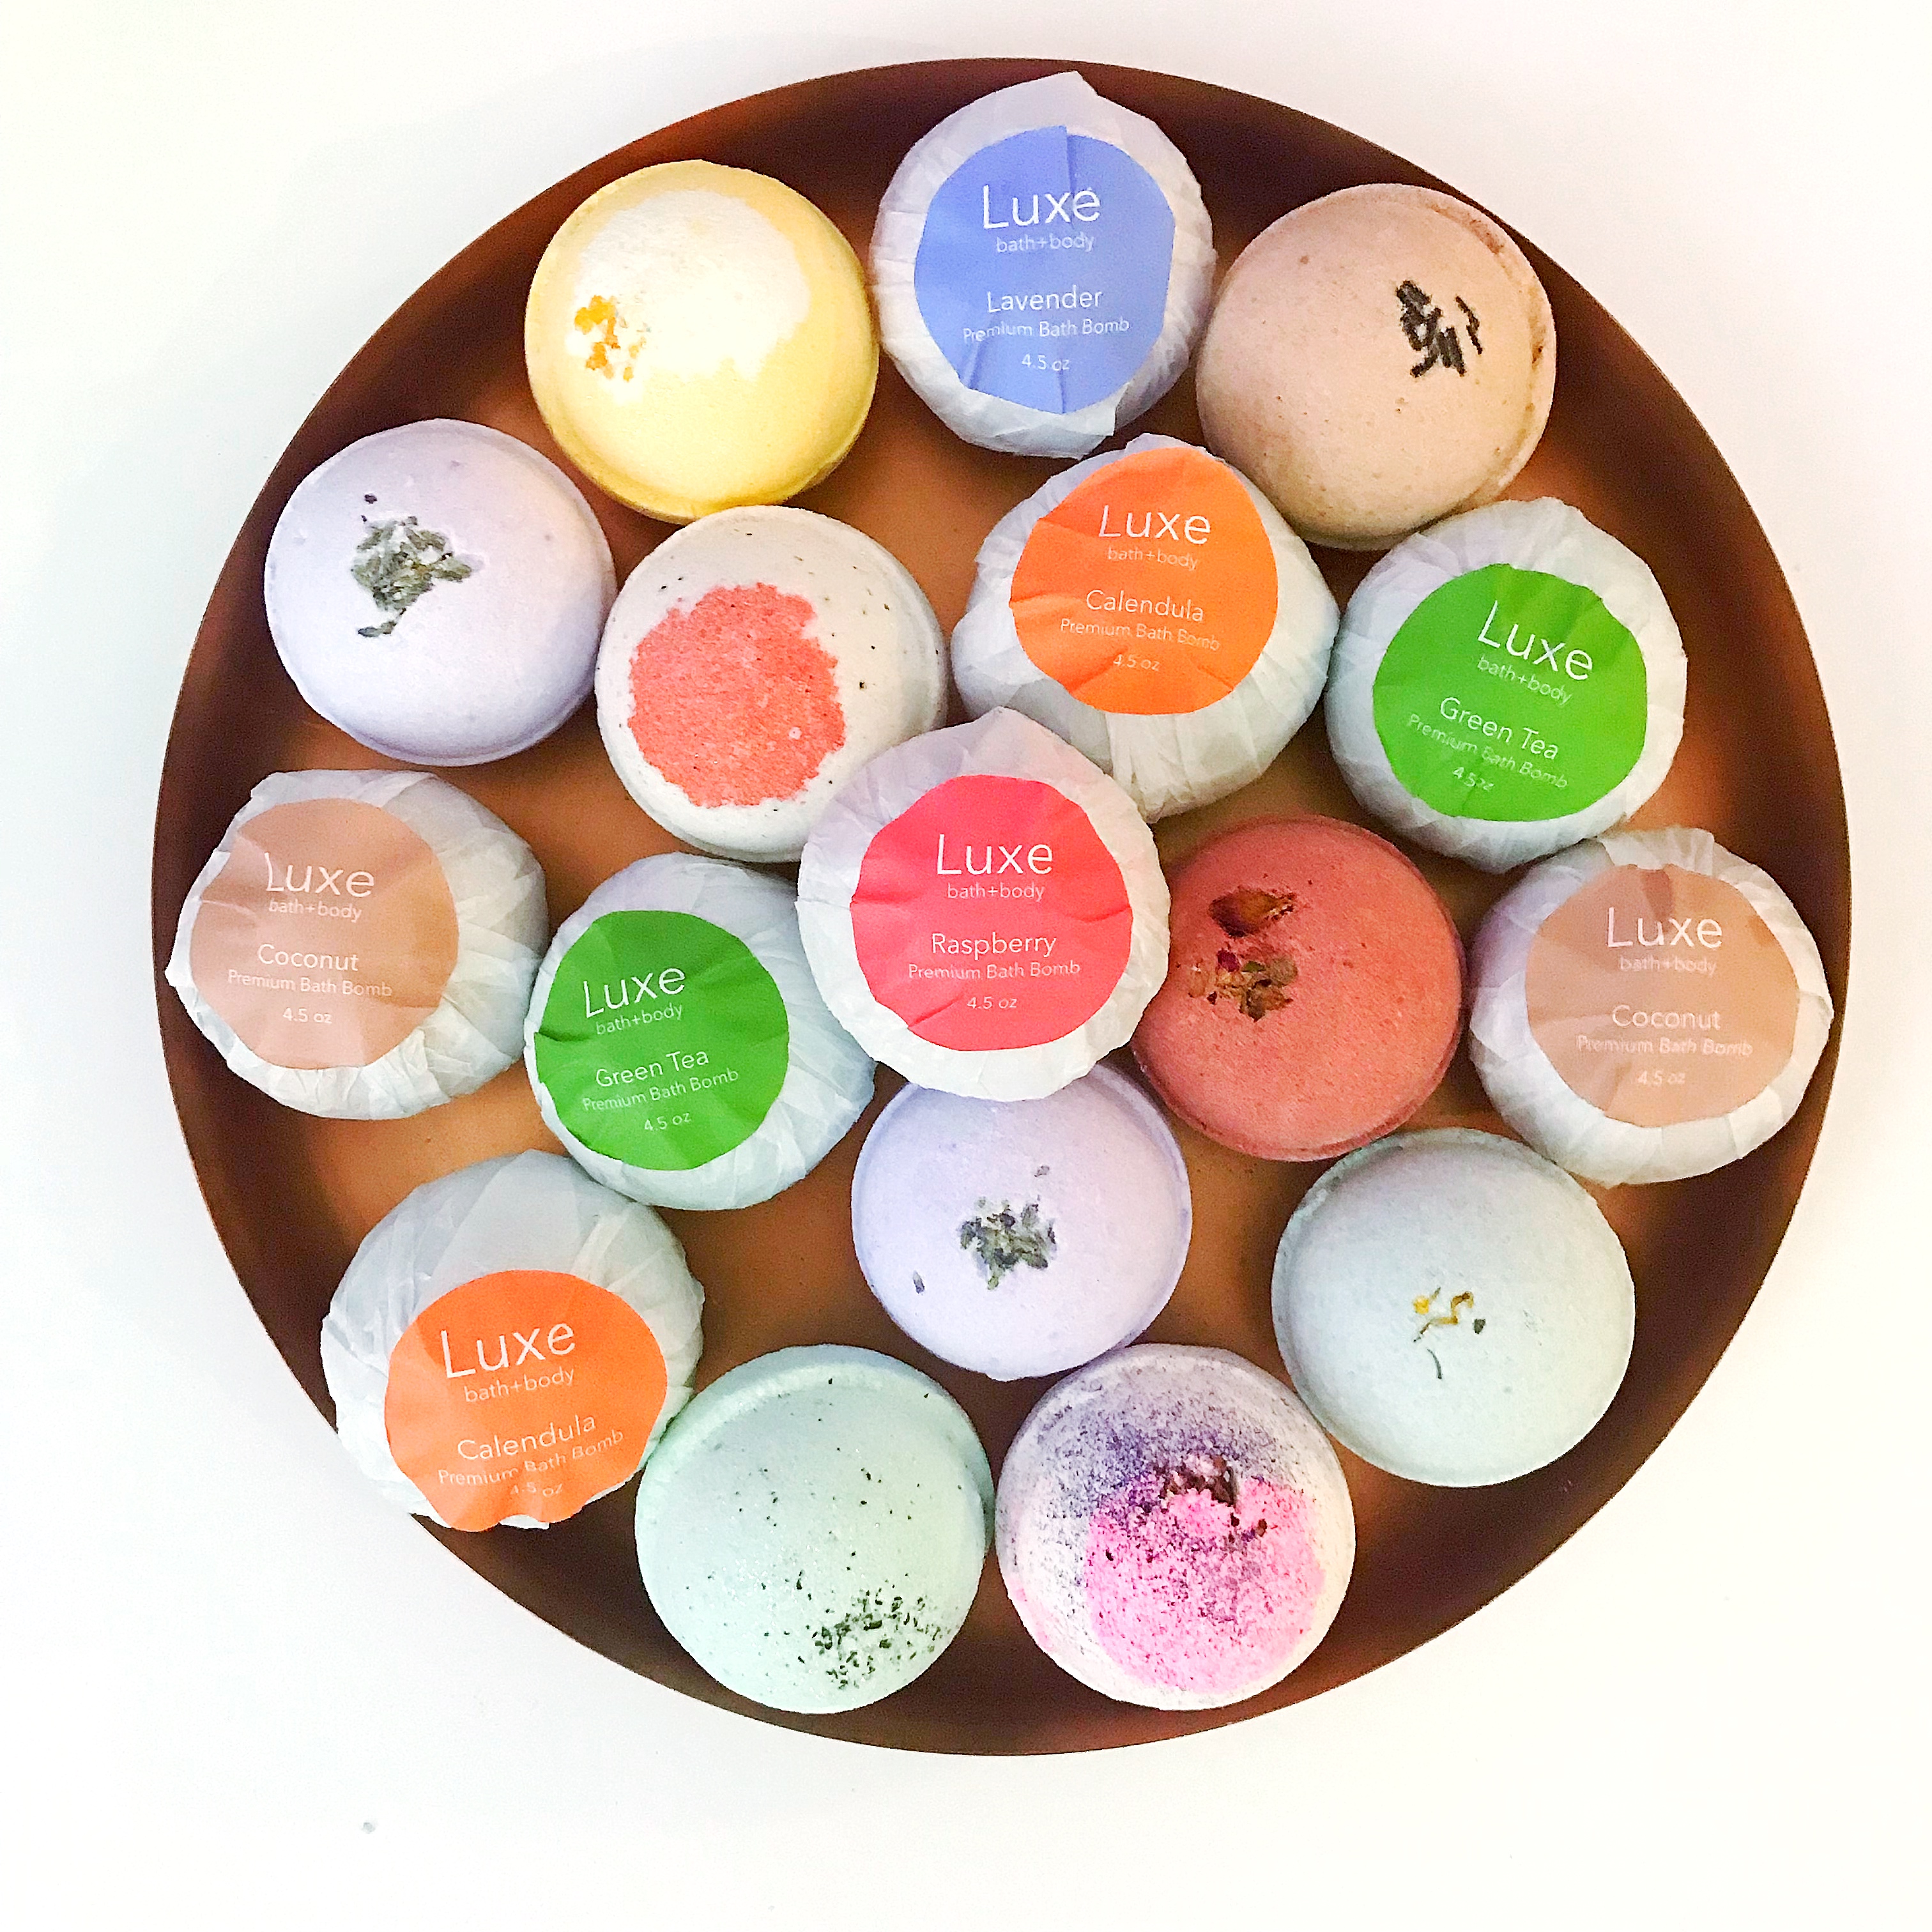 Luxe
bath+body
Lavender
Premium Bath Bomb
4.5 oz
Luxe
bath+body
Calendula
Premium Bath Bomb
4.5 oz
Luxe
bath+body
Green Tea
Premium Bath Bomb
4.5oz
Luxe
bath+body
Coconut
Premium Bath Bomb
4.5 oz
Luxe
bath+body
Green Tea
Premium Bath Bomb
4.5 oz
Luxe
bath+body
Raspberry
Premium Bath Bomb
4.5 oz
Luxe
bath+body
Coconut
Premium Bath Bomb
4.5 oz
Luxe
bath+body
Calendula
Premium Bath Bomb
4.5 oz